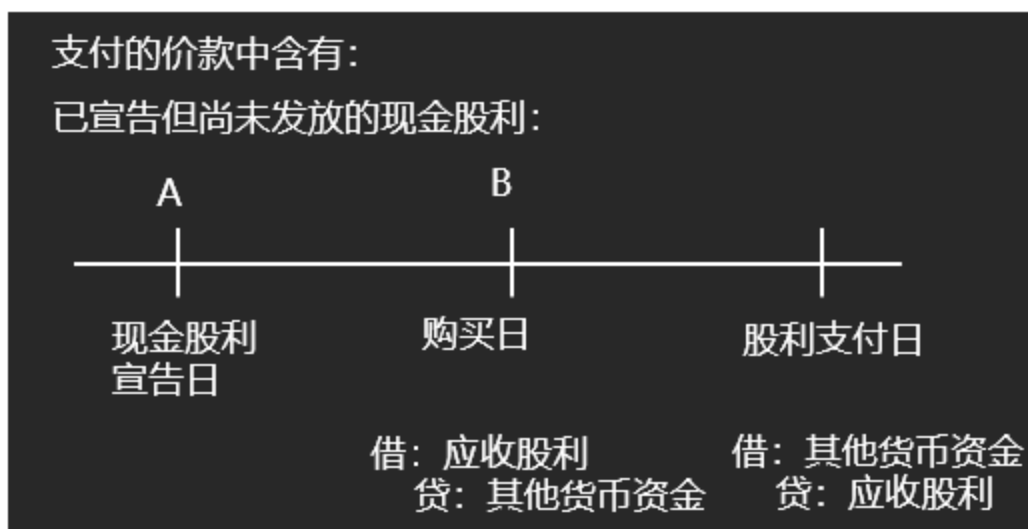 支付的价款中含有：
已宣告但尚未发放的现金股利：
A
B
现金股利
宣告日
购买日
股利支付日
借：应收股利
贷：其他货币资金
借：其他货币资金
贷：应收股利